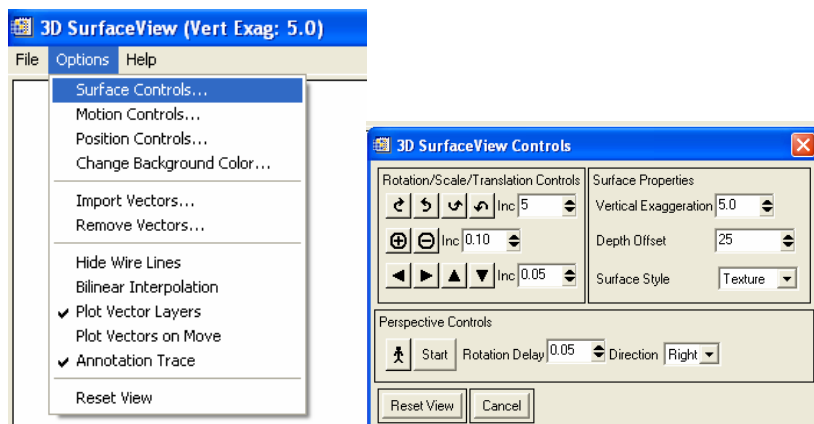 3D SurfaceView (Vert Exag: 5.0)
File Options Help
Surface Controls...
Motion Controls...
Position Controls...
Change Background Color...
Import Vectors...
Remove Vectors...
Hide Wire Lines
Bilinear Interpolation
Plot Vector Layers
Plot Vectors on Move
Annotation Trace
Reset View
3D SurfaceView Controls
Rotation/Scale/Translation Controls
Inc 5
Inc 0.10
Inc 0.05
Surface Properties
Vertical Exaggeration 5.0
Depth Offset 25
Surface Style Texture
Perspective Controls
Start Rotation Delay 0.05 Direction Right
Reset View Cancel